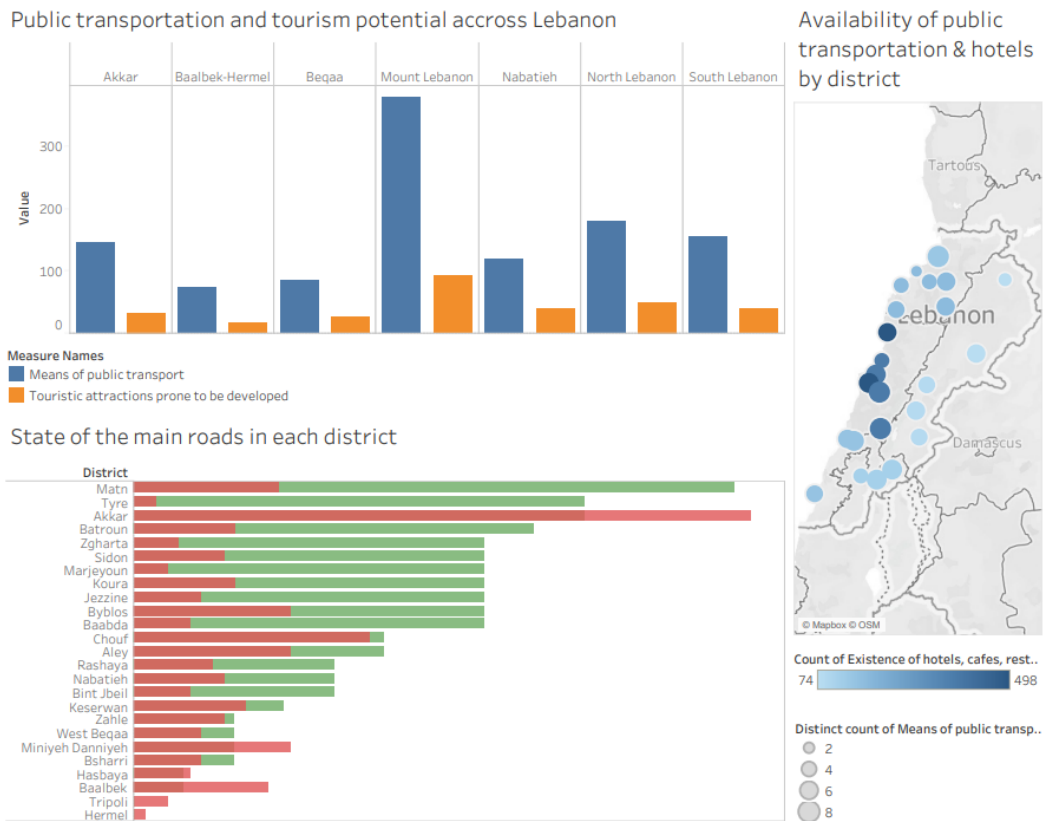 Public transportation and tourism potential accross Lebanon
Akkar
Baalbek-Hermel
Beqaa
Mount Lebanon
Nabatieh
North Lebanon
South Lebanon
Value
300
200
100
0
Measure Names
Means of public transport
Touristic attractions prone to be developed
State of the main roads in each district
District
Matn
Tyre
Akkar
Batroun
Zgharta
Sidon
Marjeyoun
Koura
Jezzine
Byblos
Baabda
Chouf
Aley
Rashaya
Nabatieh
Bint Jbeil
Keserwan
Zahle
West Beqaa
Miniyeh Danniyeh
Bsharri
Hasbaya
Baalbek
Tripoli
Hermel
Availability of public
transportation & hotels
by district
Tartous
Lebanon
Damascus
© Mapbox © OSM
Count of Existence of hotels, cafes, rest..
74
498
Distinct count of Means of public transp..
2
4
6
8